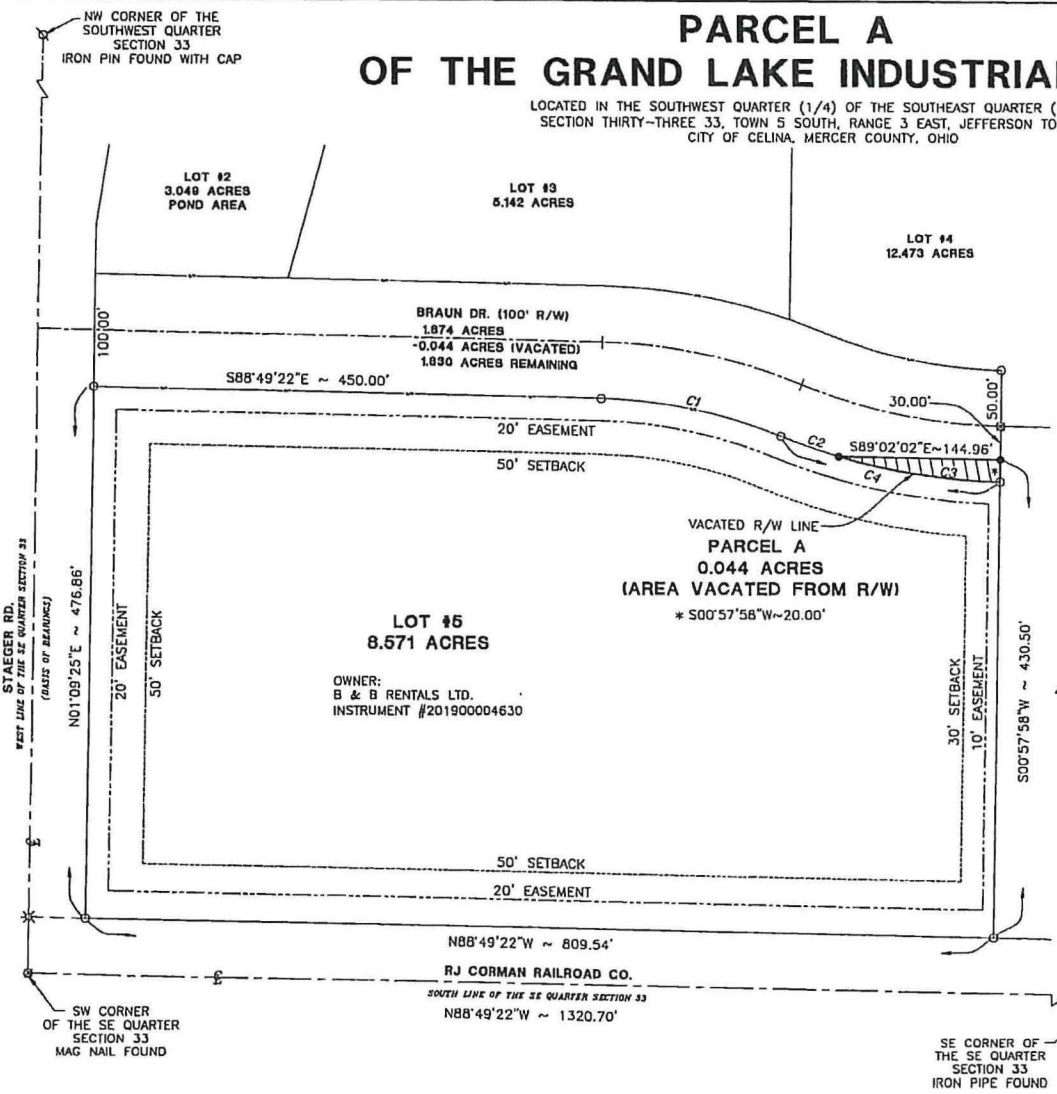 NW CORNER OF THE
SOUTHWEST QUARTER
SECTION 33
IRON PIN FOUND WITH CAP
PARCEL A
OF THE GRAND LAKE INDUSTRIA
LOCATED IN THE SOUTHWEST QUARTER (1/4) OF THE SOUTHEAST QUARTER (
SECTION THIRTY-THREE 33, TOWN 5 SOUTH, RANGE 3 EAST, JEFFERSON TO
CITY OF CELINA, MERCER COUNTY, OHIO
LOT #2
3.049 ACRES
POND AREA
LOT #3
5.142 ACRES
LOT #4
12.473 ACRES
BRAUN DR. (100' R/W)
1.874 ACRES
-0.044 ACRES (VACATED)
1.830 ACRES REMAINING
100.00'
S88°49'22"E ~ 450.00'
C1
C2
30.00'
50.00'
S89°02'02"E~144.96'
C3
*
C4
20' EASEMENT
50' SETBACK
VACATED R/W LINE
PARCEL A
0.044 ACRES
(AREA VACATED FROM R/W)
* S00°57'58"W~20.00'
STAEGER RD.
WEST LINE OF THE SE QUARTER SECTION 33
(BASIS OF BEARINGS)
N01°09'25"E ~ 476.86'
20' EASEMENT
50' SETBACK
LOT #5
8.571 ACRES
OWNER:
B & B RENTALS LTD.
INSTRUMENT #201900004630
30' SETBACK
10' EASEMENT
S00°57'58"W ~ 430.50'
50' SETBACK
20' EASEMENT
N88°49'22"W ~ 809.54'
RJ CORMAN RAILROAD CO.
SOUTH LINE OF THE SE QUARTER SECTION 33
N88°49'22"W ~ 1320.70'
SW CORNER
OF THE SE QUARTER
SECTION 33
MAG NAIL FOUND
SE CORNER OF
THE SE QUARTER
SECTION 33
IRON PIPE FOUND